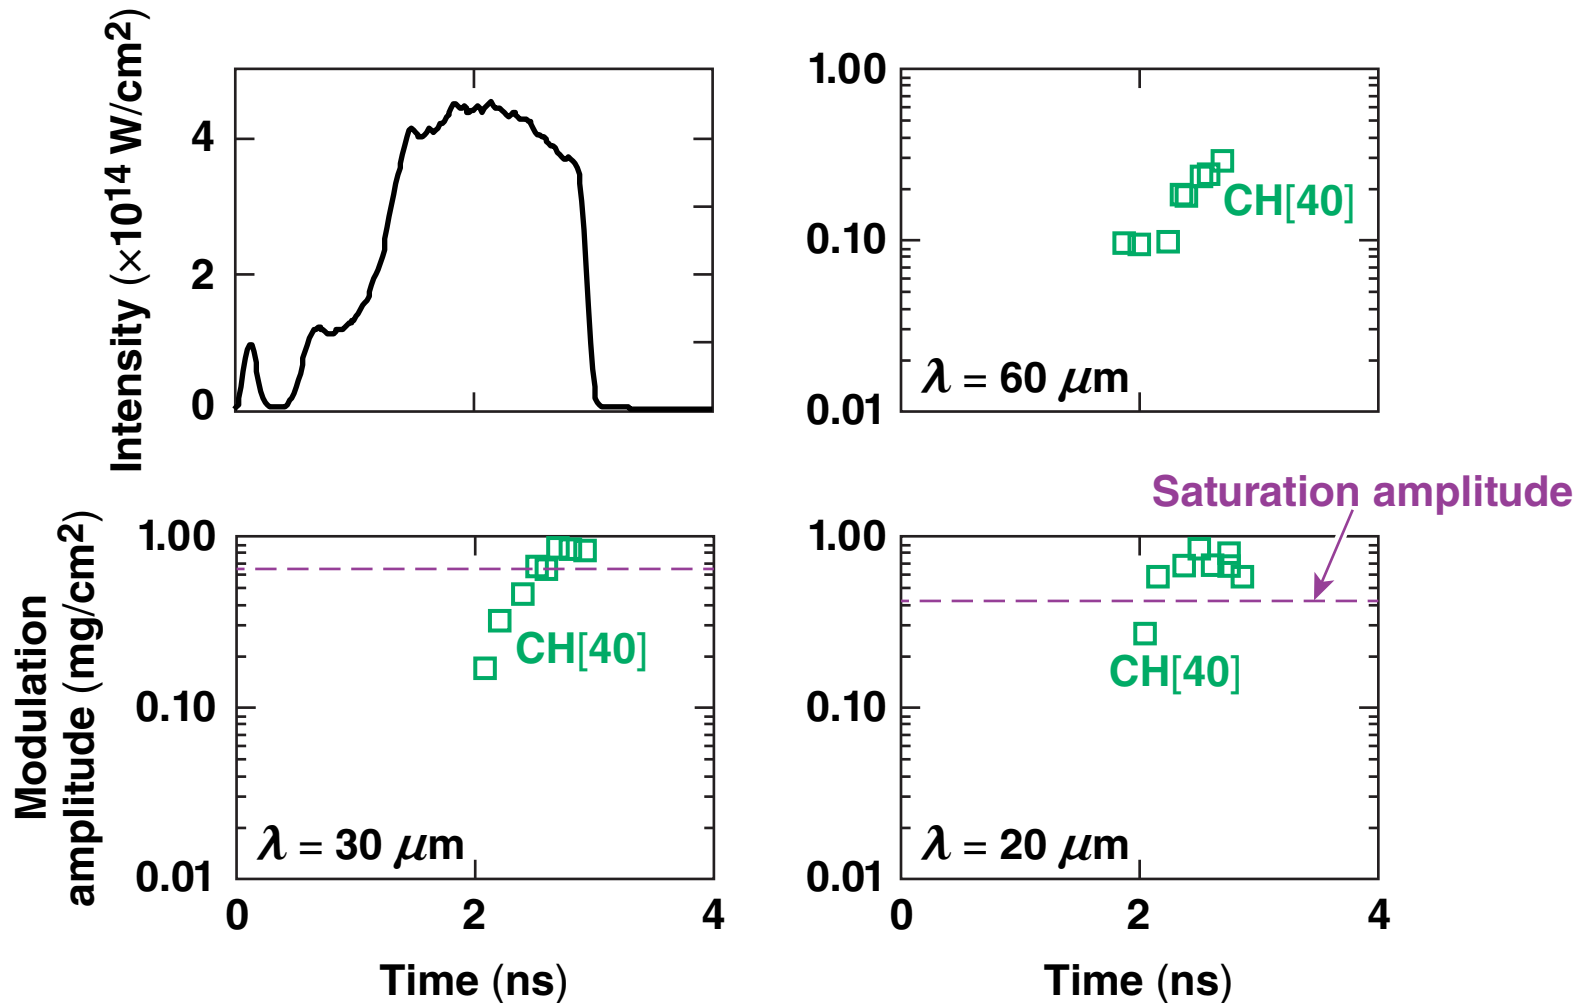 Intensity (×10¹⁴ W/cm²)
4
2
0
1.00
0.10
0.01
CH[40]
λ = 60 μm
Saturation amplitude
Modulation
amplitude (mg/cm²)
1.00
0.10
0.01
CH[40]
λ = 30 μm
0 2 4
Time (ns)
1.00
0.10
0.01
CH[40]
λ = 20 μm
0 2 4
Time (ns)